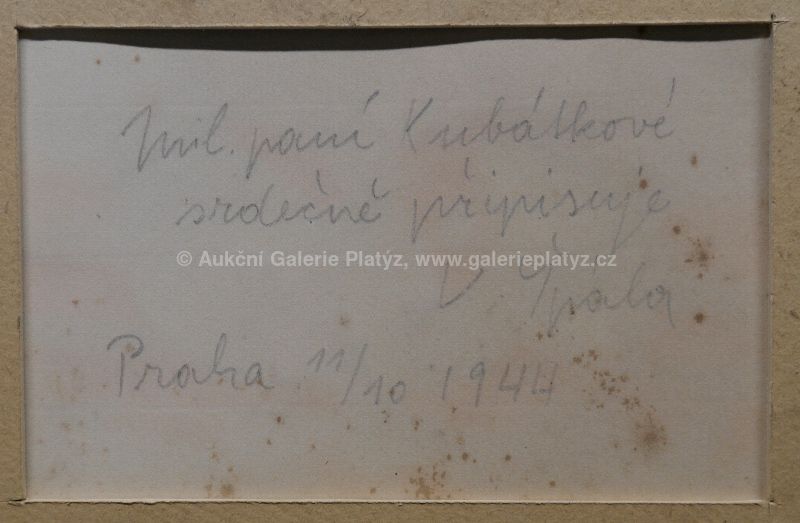 Mil. paní Kubátkové
srdečně připisuje
© Aukční Galerie Platýz, www.galerieplatyz.cz
V. Špála
Praha 11/10 1944